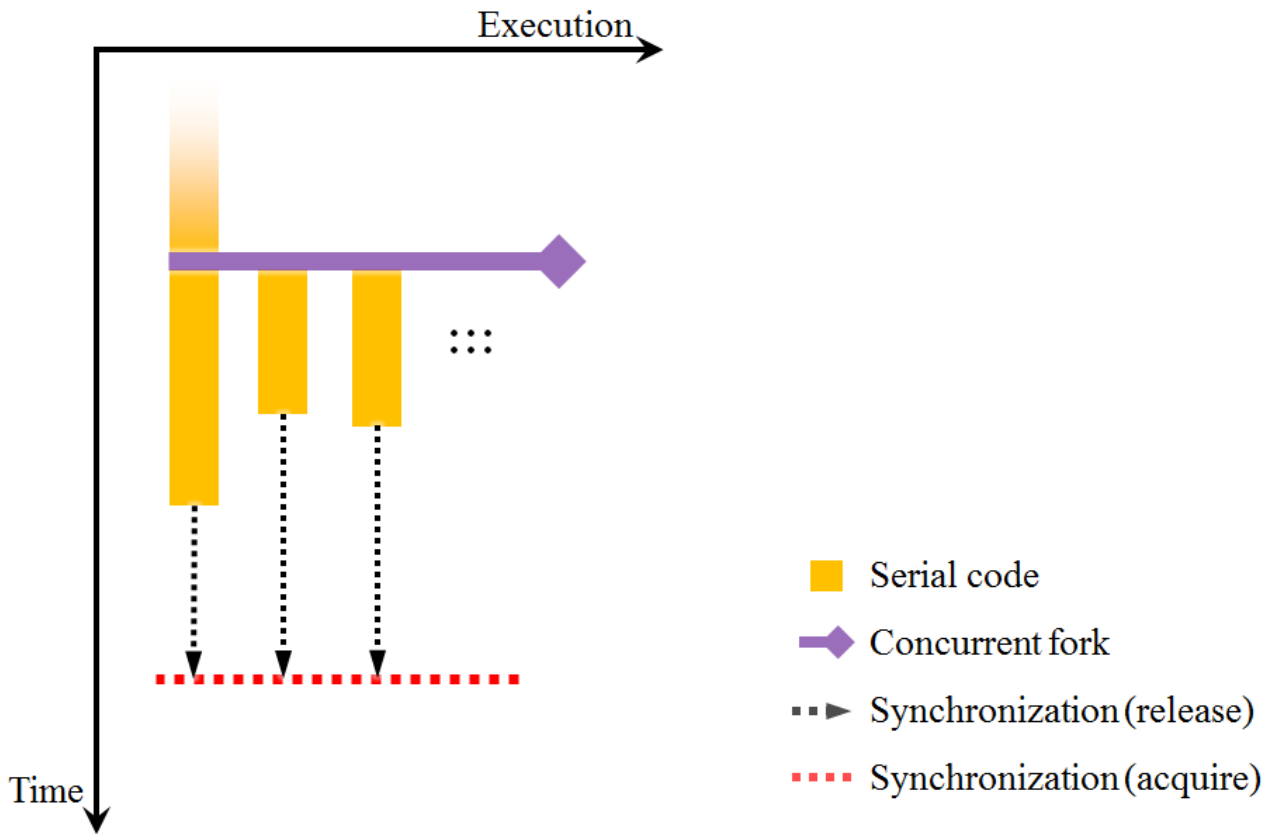 Execution
Serial code
Concurrent fork
Synchronization (release)
Synchronization (acquire)
Time